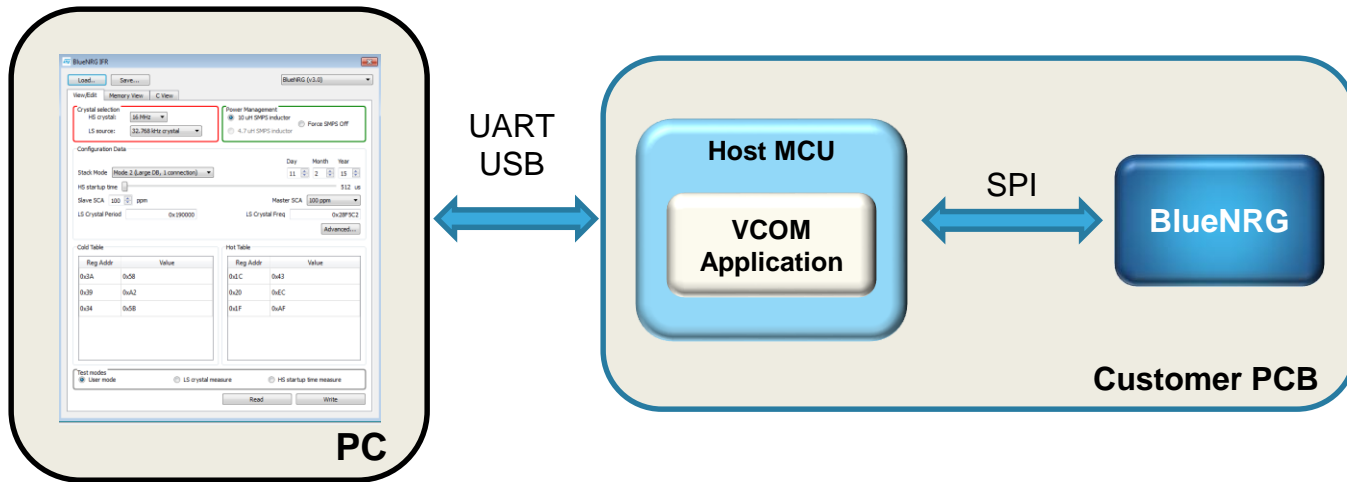 BlueNRG IFR
Load... Save... BlueNRG (v3.0)
View/Edit Memory View C View
Crystal selection Power Management
HS crystal: 16 MHz 10 uH SMPS inductor Force SMPS Off
LS source: 32.768 kHz crystal 4.7 uH SMPS inductor
Configuration Data
Day Month Year
Stack Mode Mode 2 (Large DB, 1 connection) 11 2 15
HS startup time 512 us
Slave SCA 100 ppm Master SCA 100 ppm
LS Crystal Period 0x190000 LS Crystal Freq 0x28F5C2
Advanced...
Cold Table Hot Table
Reg Addr Value Reg Addr Value
0x3A 0x58 0x1C 0x43
0x39 0xA2 0x20 0xEC
0x34 0x5B 0x1F 0xAF
Test modes
User mode LS crystal measure HS startup time measure
Read Write
PC
UART
USB
Host MCU
VCOM
Application
SPI
BlueNRG
Customer PCB